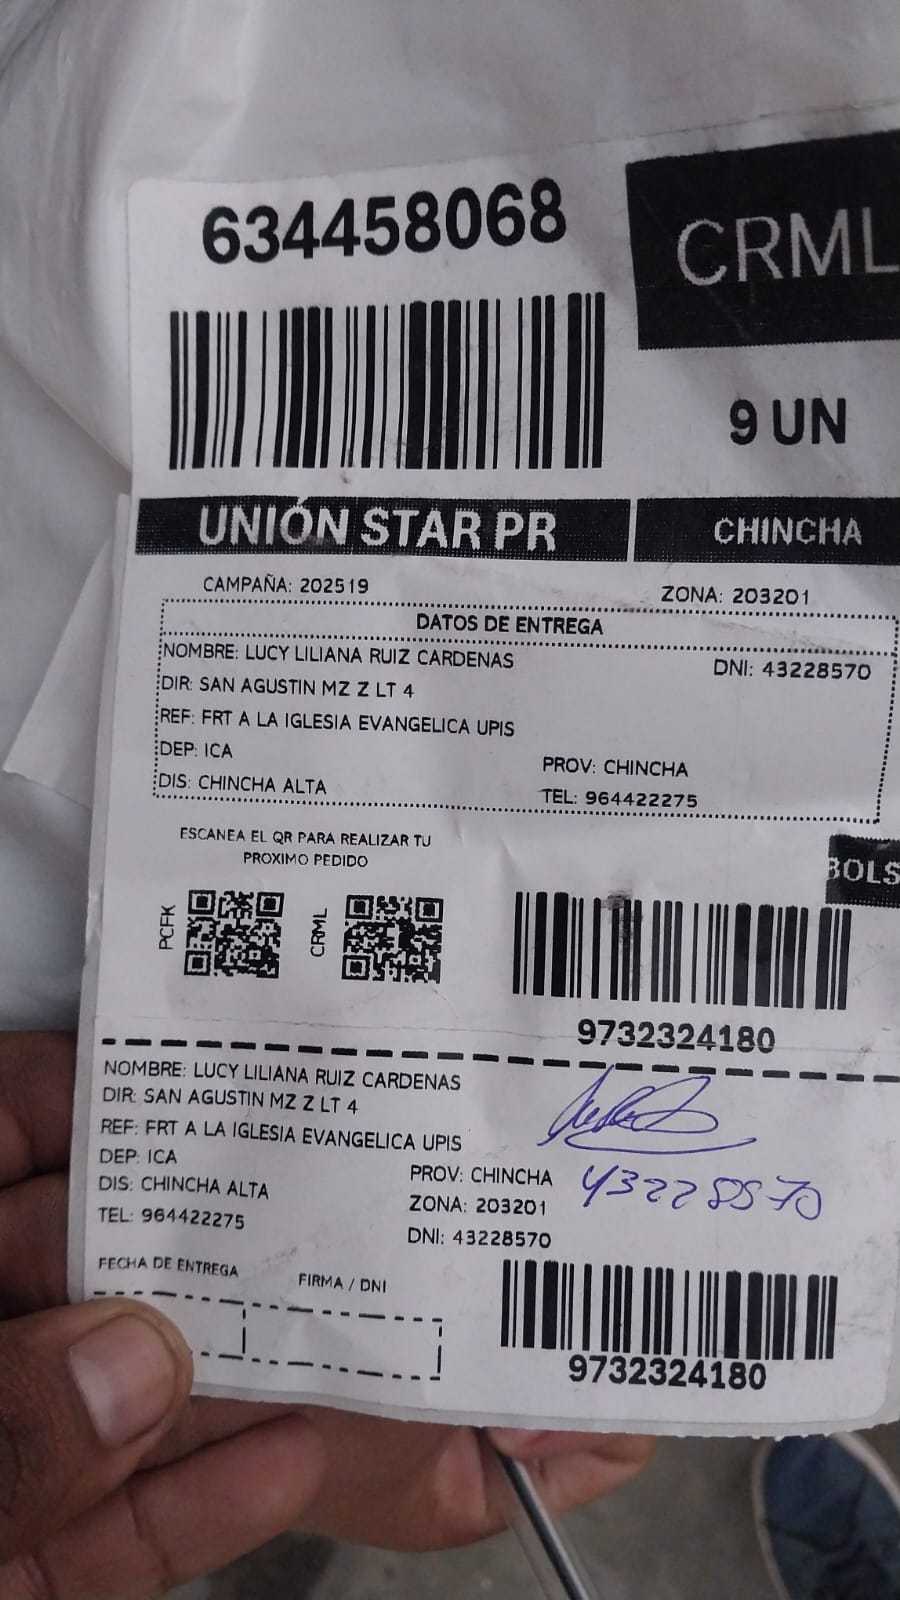 634458068
CRML
9 UN
UNIÓN STAR PR
CHINCHA
CAMPAÑA: 202519
ZONA: 203201
DATOS DE ENTREGA
NOMBRE: LUCY LILIANA RUIZ CARDENAS
DNI: 43228570
DIR: SAN AGUSTIN MZ Z LT 4
REF: FRT A LA IGLESIA EVANGELICA UPIS
DEP: ICA
PROV: CHINCHA
DIS: CHINCHA ALTA
TEL: 964422275
ESCANEA EL QR PARA REALIZAR TU
PROXIMO PEDIDO
BOLS
PCFK
CRML
9732324180
NOMBRE: LUCY LILIANA RUIZ CARDENAS
DIR: SAN AGUSTIN MZ Z LT 4
REF: FRT A LA IGLESIA EVANGELICA UPIS
DEP: ICA
PROV: CHINCHA
43228570
DIS: CHINCHA ALTA
ZONA: 203201
TEL: 964422275
DNI: 43228570
FECHA DE ENTREGA
FIRMA / DNI
9732324180